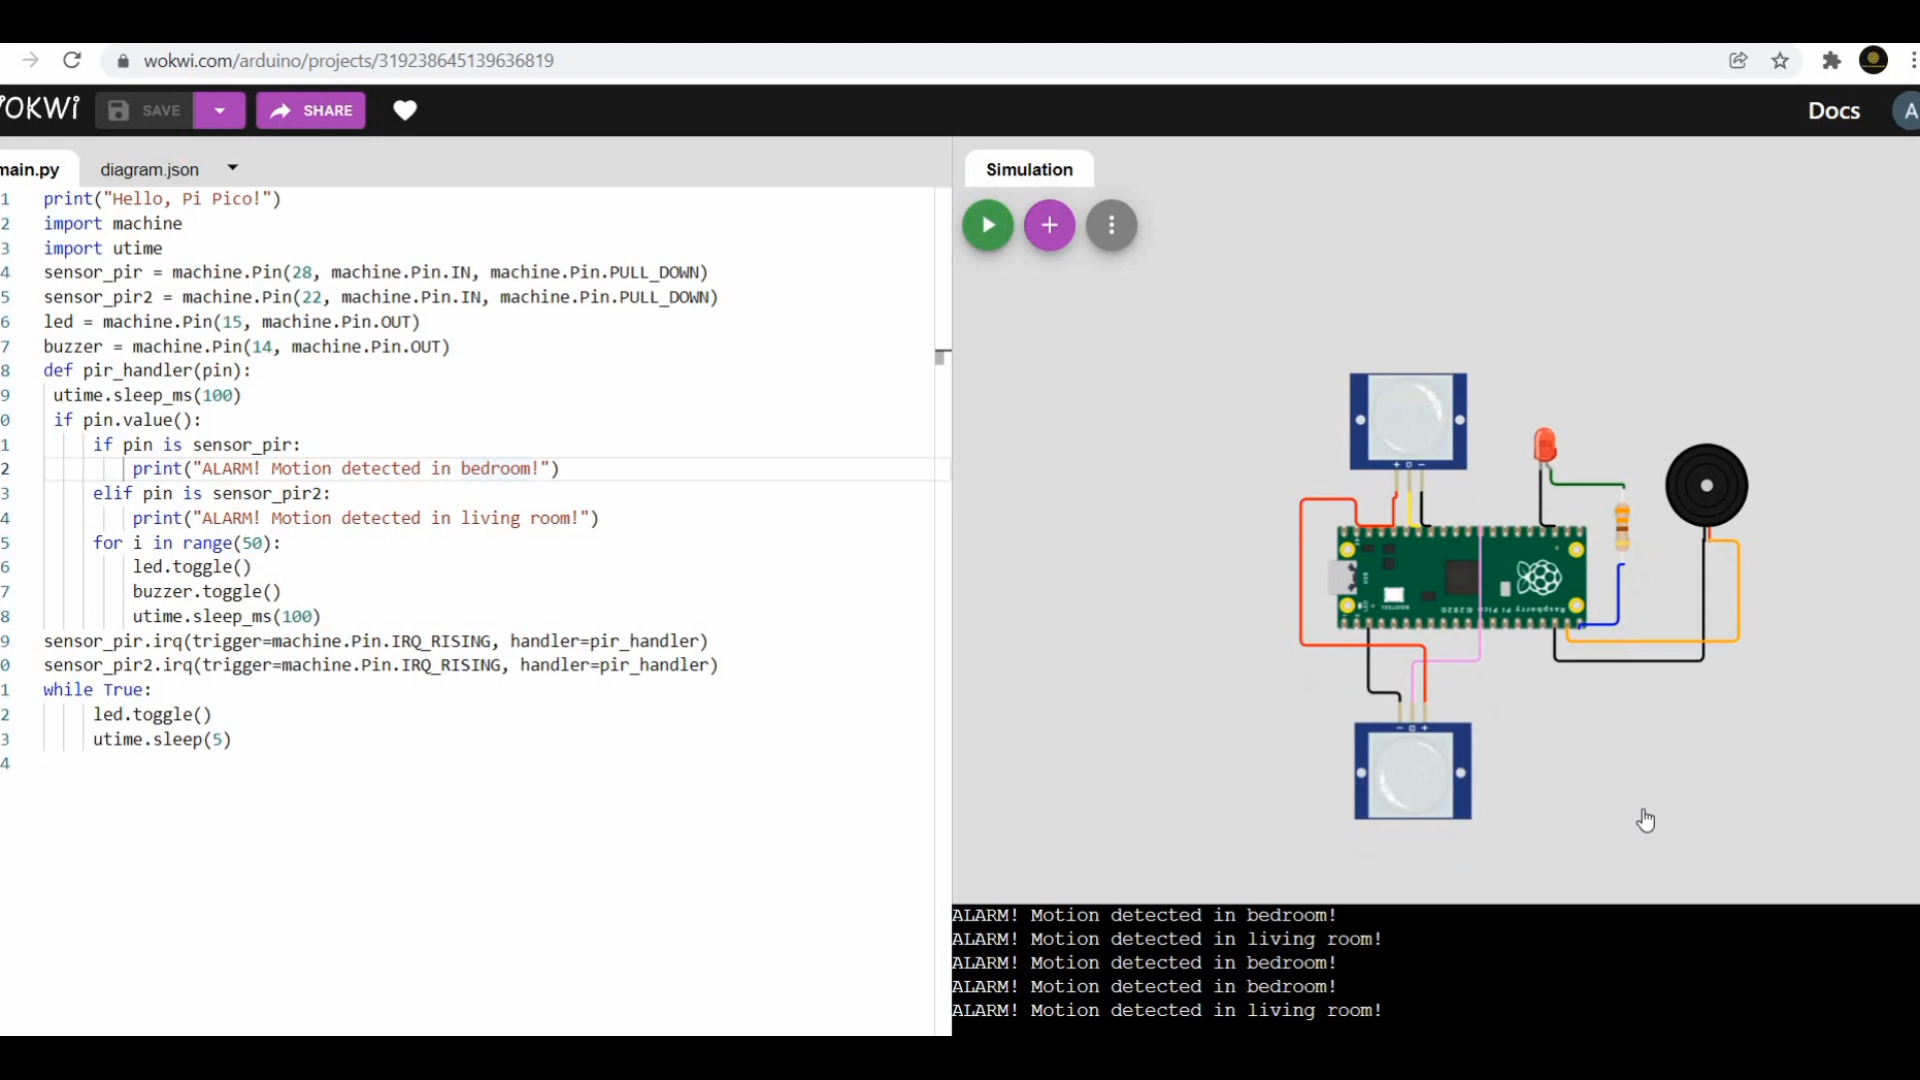 wokwi.com/arduino/projects/319238645139636819
OKWi
SAVE
SHARE
Docs
A
main.py
diagram.json
Simulation
1 print("Hello, Pi Pico!")
2 import machine
3 import utime
4 sensor_pir = machine.Pin(28, machine.Pin.IN, machine.Pin.PULL_DOWN)
5 sensor_pir2 = machine.Pin(22, machine.Pin.IN, machine.Pin.PULL_DOWN)
6 led = machine.Pin(15, machine.Pin.OUT)
7 buzzer = machine.Pin(14, machine.Pin.OUT)
8 def pir_handler(pin):
9 utime.sleep_ms(100)
0 if pin.value():
1 if pin is sensor_pir:
2 print("ALARM! Motion detected in bedroom!")
3 elif pin is sensor_pir2:
4 print("ALARM! Motion detected in living room!")
5 for i in range(50):
6 led.toggle()
7 buzzer.toggle()
8 utime.sleep_ms(100)
9 sensor_pir.irq(trigger=machine.Pin.IRQ_RISING, handler=pir_handler)
0 sensor_pir2.irq(trigger=machine.Pin.IRQ_RISING, handler=pir_handler)
1 while True:
2 led.toggle()
3 utime.sleep(5)
4
+ D −
Raspberry Pi Pico ©2020
BOOTSEL
USB
− D +
ALARM! Motion detected in bedroom!
ALARM! Motion detected in living room!
ALARM! Motion detected in bedroom!
ALARM! Motion detected in bedroom!
ALARM! Motion detected in living room!